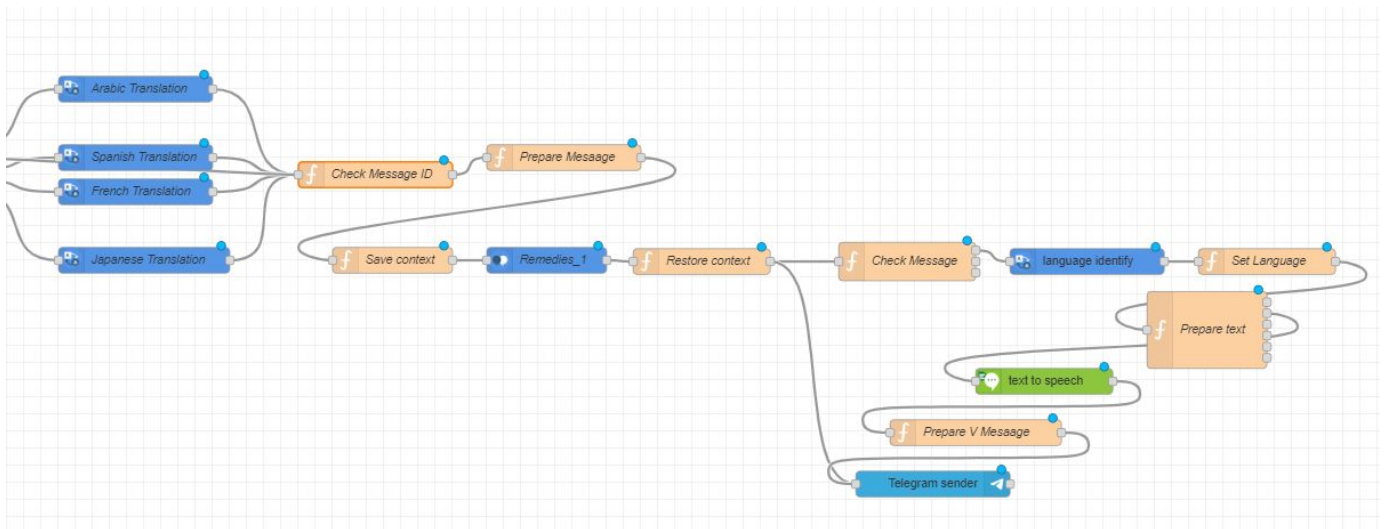 Arabic Translation
Spanish Translation
French Translation
Japanese Translation
Check Message ID
Prepare Mesaage
Save context
Remedies_1
Restore context
Check Message
language identify
Set Language
Prepare text
text to speech
Prepare V Mesaage
Telegram sender